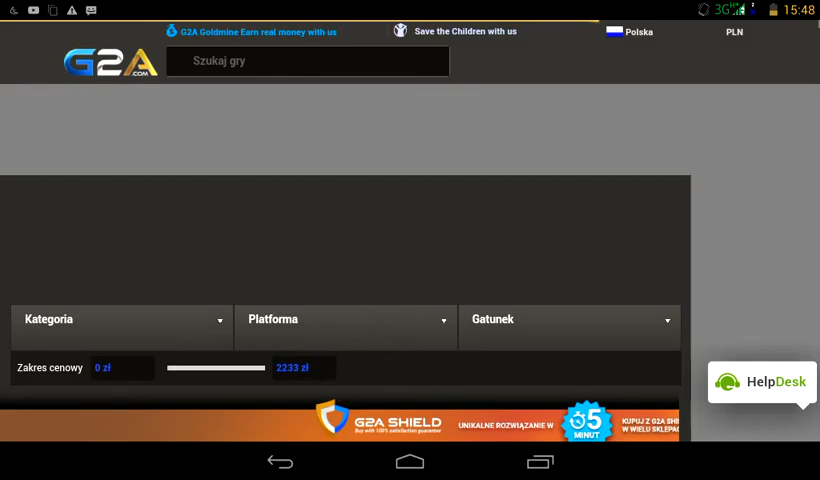 3G H+ 15:48
G2A Goldmine Earn real money with us
Save the Children with us
Polska
PLN
G2A .COM
Szukaj gry
Kategoria
Platforma
Gatunek
Zakres cenowy
0 zł
2233 zł
HelpDesk
G2A SHIELD
Buy with 100% satisfaction guarantee
UNIKALNE ROZWIĄZANIE W
5
MINUT
KUPUJ Z G2A SHI
W WIELU SKLEPAC